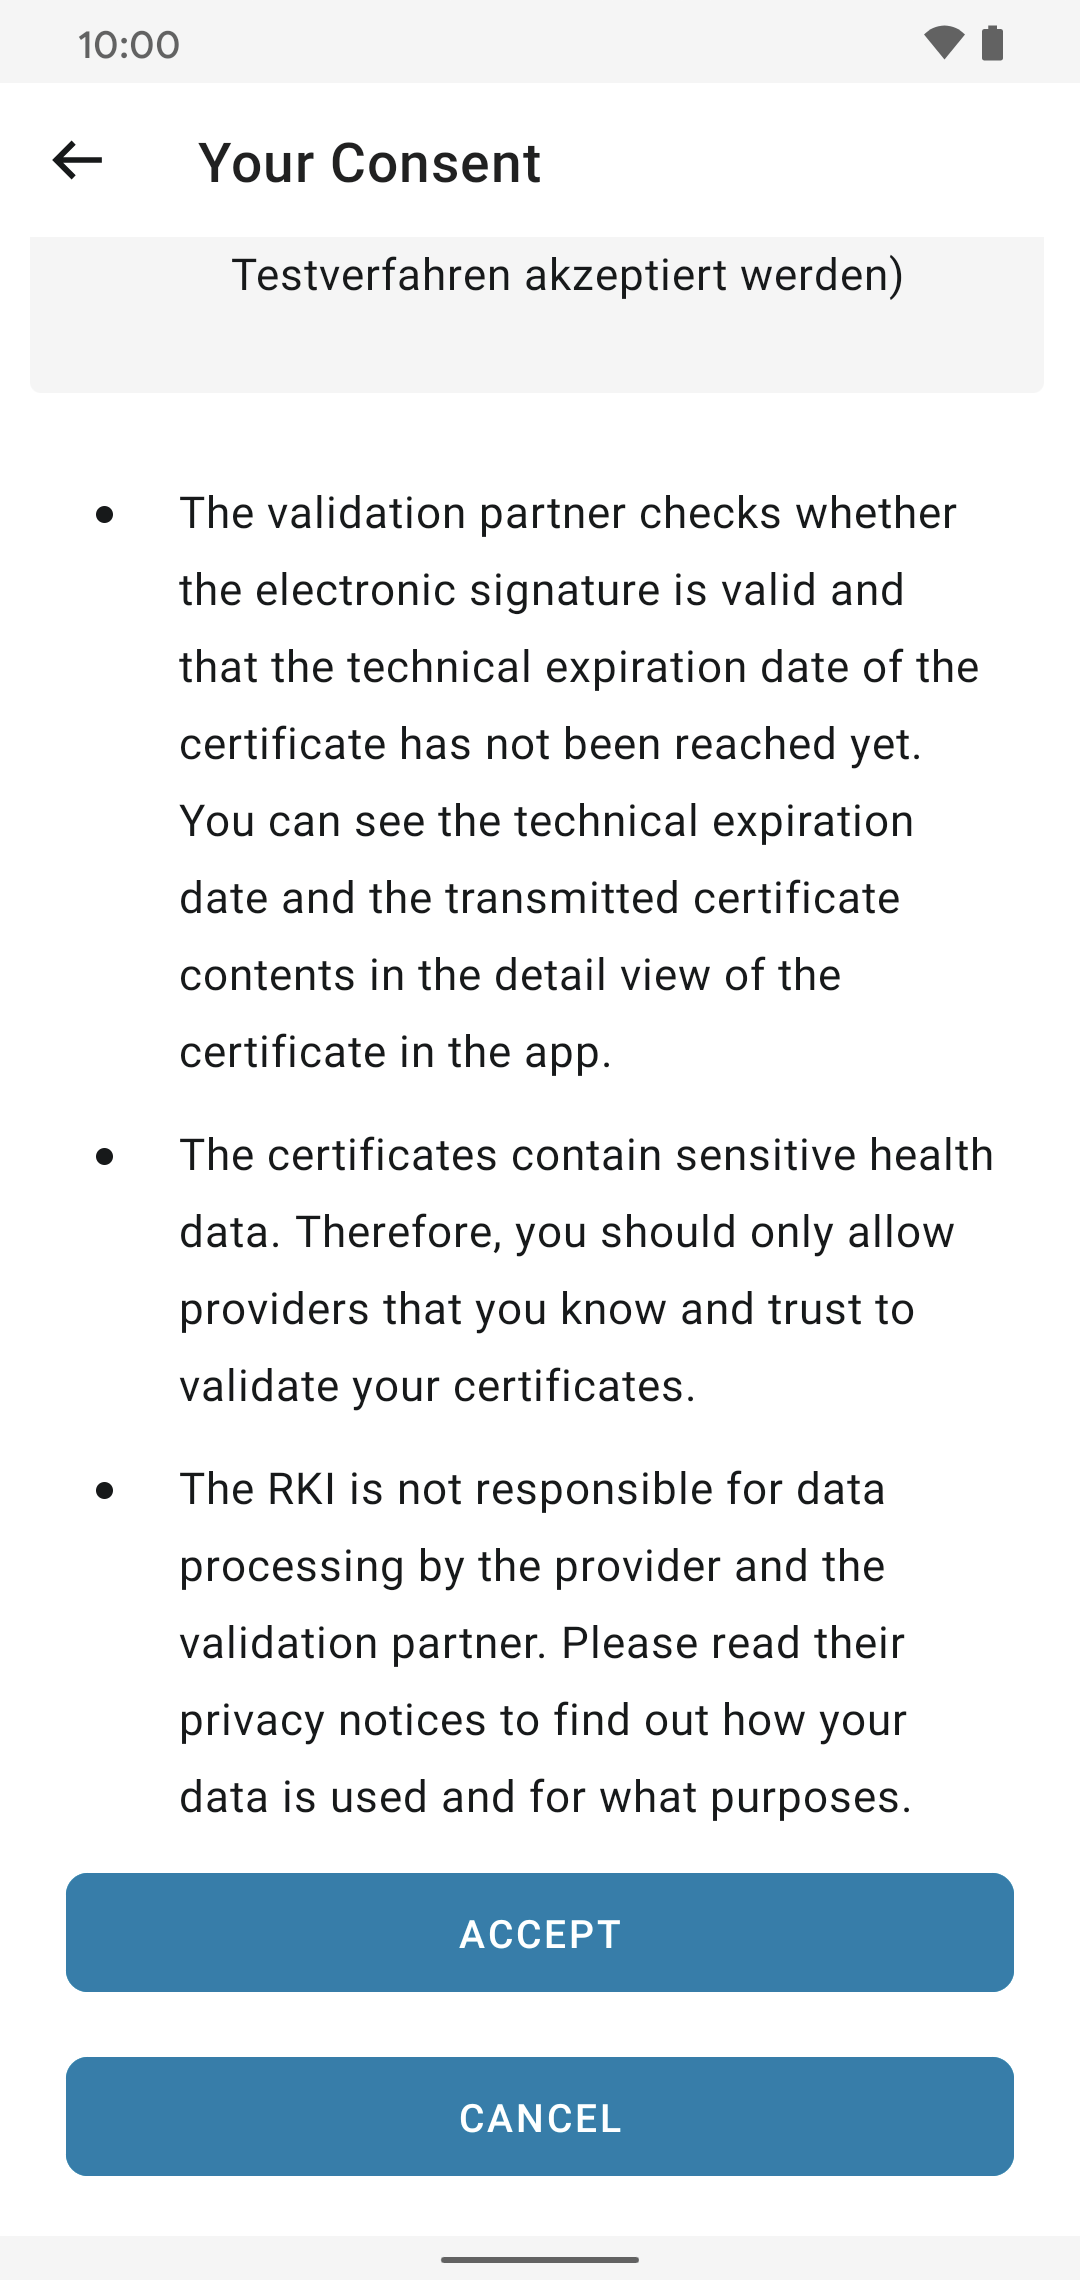 10:00
Your Consent
Testverfahren akzeptiert werden)
The validation partner checks whether
the electronic signature is valid and
that the technical expiration date of the
certificate has not been reached yet.
You can see the technical expiration
date and the transmitted certificate
contents in the detail view of the
certificate in the app.
The certificates contain sensitive health
data. Therefore, you should only allow
providers that you know and trust to
validate your certificates.
The RKI is not responsible for data
processing by the provider and the
validation partner. Please read their
privacy notices to find out how your
data is used and for what purposes.
ACCEPT
CANCEL